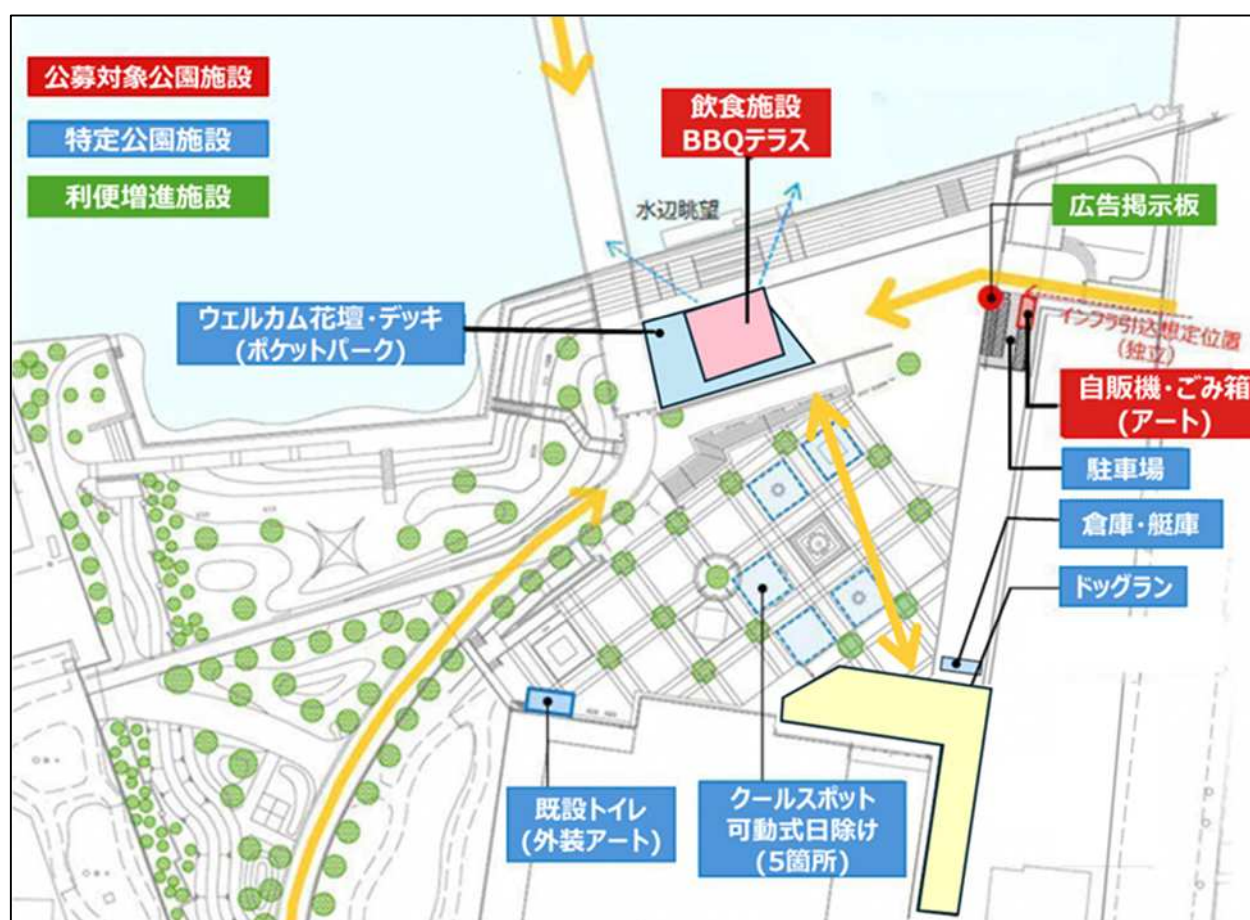 公募対象公園施設
特定公園施設
利便増進施設
飲食施設
BBQテラス
水辺眺望
広告掲示板
ウェルカム花壇・デッキ
(ポケットパーク)
インフラ引込想定位置
(独立)
自販機・ごみ箱
(アート)
駐車場
倉庫・艇庫
ドッグラン
既設トイレ
(外装アート)
クールスポット
可動式日除け
(5箇所)